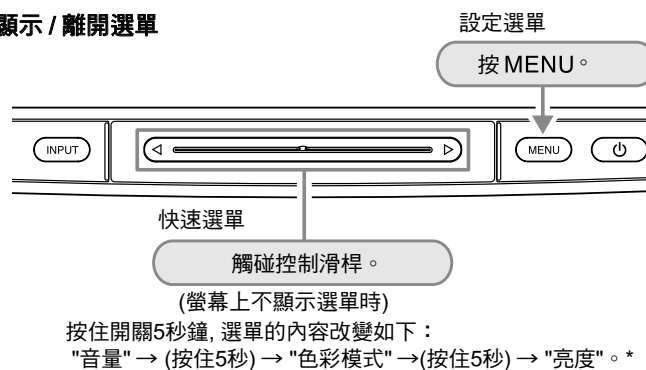 顯示 / 離開選單
設定選單
按 MENU。
INPUT
MENU
快速選單
觸碰控制滑桿。
(螢幕上不顯示選單時)
按住開關5秒鐘, 選單的內容改變如下：
"音量" → (按住5秒) → "色彩模式" →(按住5秒) → "亮度"。*